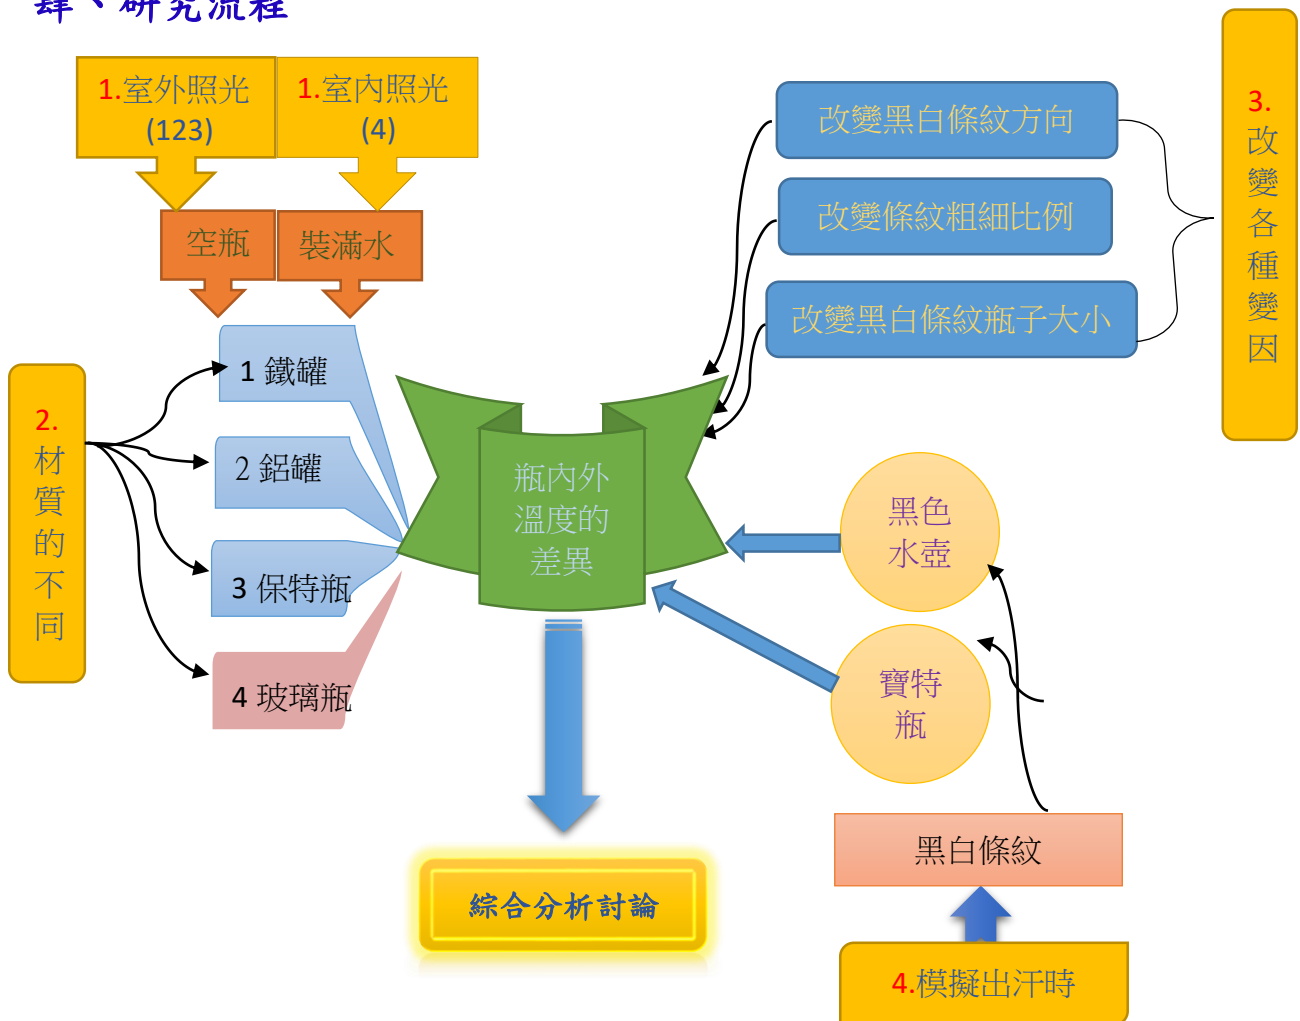 肆、研究流程
1.室外照光
(123)
1.室內照光
(4)
空瓶
裝滿水
2.
材
質
的
不
同
1 鐵罐
2 鋁罐
3 保特瓶
4 玻璃瓶
瓶內外
溫度的
差異
改變黑白條紋方向
改變條紋粗細比例
改變黑白條紋瓶子大小
3.
改
變
各
種
變
因
黑色
水壺
寶特
瓶
黑白條紋
4.模擬出汗時
綜合分析討論